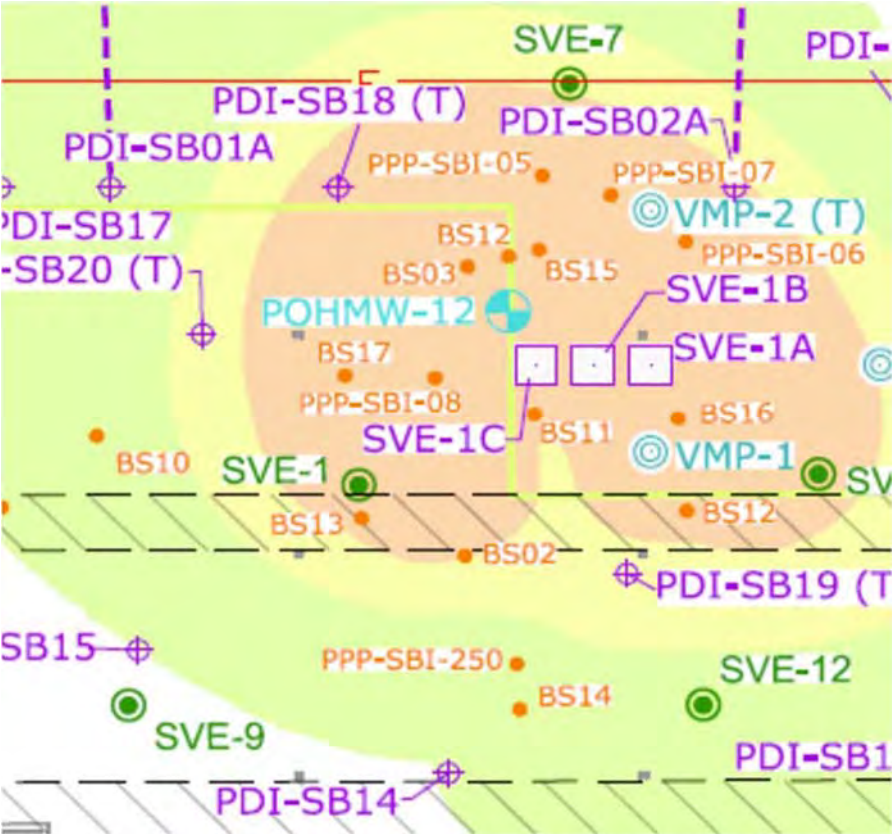 SVE-7
PDI-
E
PDI-SB18 (T)
PDI-SB02A
PDI-SB01A
PPP-SBI-05
PPP-SBI-07
PDI-SB17
VMP-2 (T)
BS12
PPP-SBI-06
-SB20 (T)
BS03
BS15
SVE-1B
POHMW-12
SVE-1A
BS17
PPP-SBI-08
BS16
SVE-1C
BS11
VMP-1
BS10
SVE-1
SV
BS13
BS12
BS02
PDI-SB19 (T
SB15
PPP-SBI-250
SVE-12
BS14
SVE-9
PDI-SB1
PDI-SB14